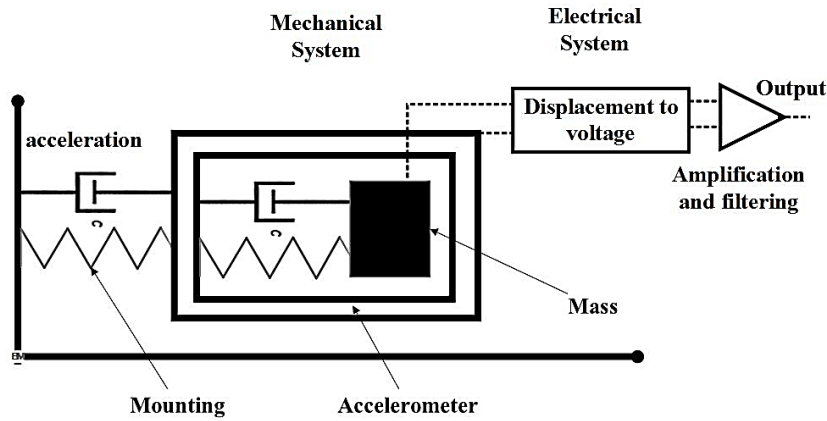 Mechanical
System
Electrical
System
Output
Displacement to
voltage
acceleration
Amplification
and filtering
c
c
Mass
Mounting
Accelerometer